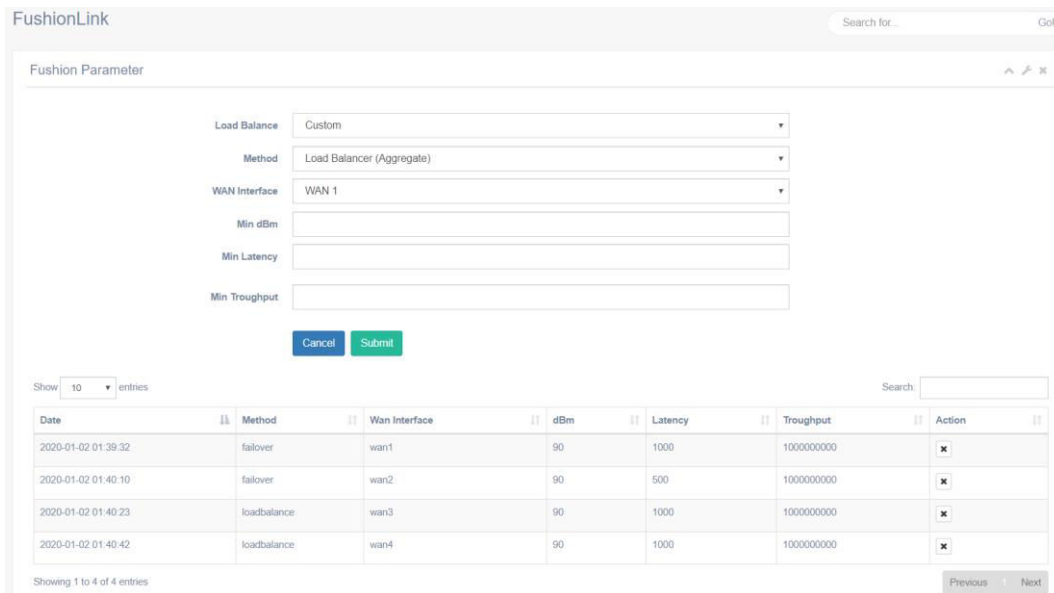 FushionLink
Search for...
Go!
Fushion Parameter
Load Balance Custom
Method Load Balancer (Aggregate)
WAN Interface WAN 1
Min dBm
Min Latency
Min Troughput
Cancel Submit
Show 10 entries Search:
Date Method Wan Interface dBm Latency Troughput Action
2020-01-02 01:39:32 failover wan1 90 1000 1000000000
2020-01-02 01:40:10 failover wan2 90 500 1000000000
2020-01-02 01:40:23 loadbalance wan3 90 1000 1000000000
2020-01-02 01:40:42 loadbalance wan4 90 1000 1000000000
Showing 1 to 4 of 4 entries Previous 1 Next